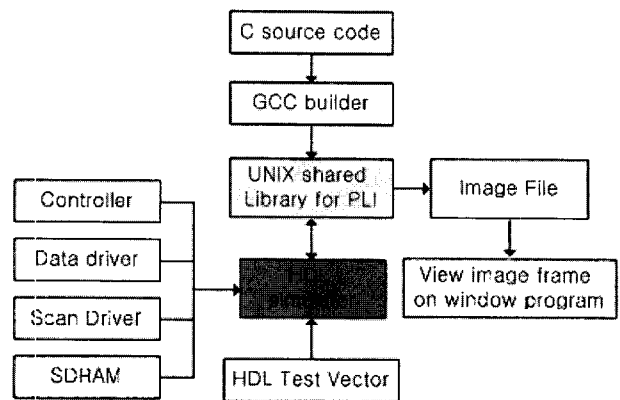 C source code
GCC builder
UNIX shared
Library for PLI
Image File
Controller
Data driver
View image frame
on window program
Scan Driver
SDHAM
HDL Test Vector